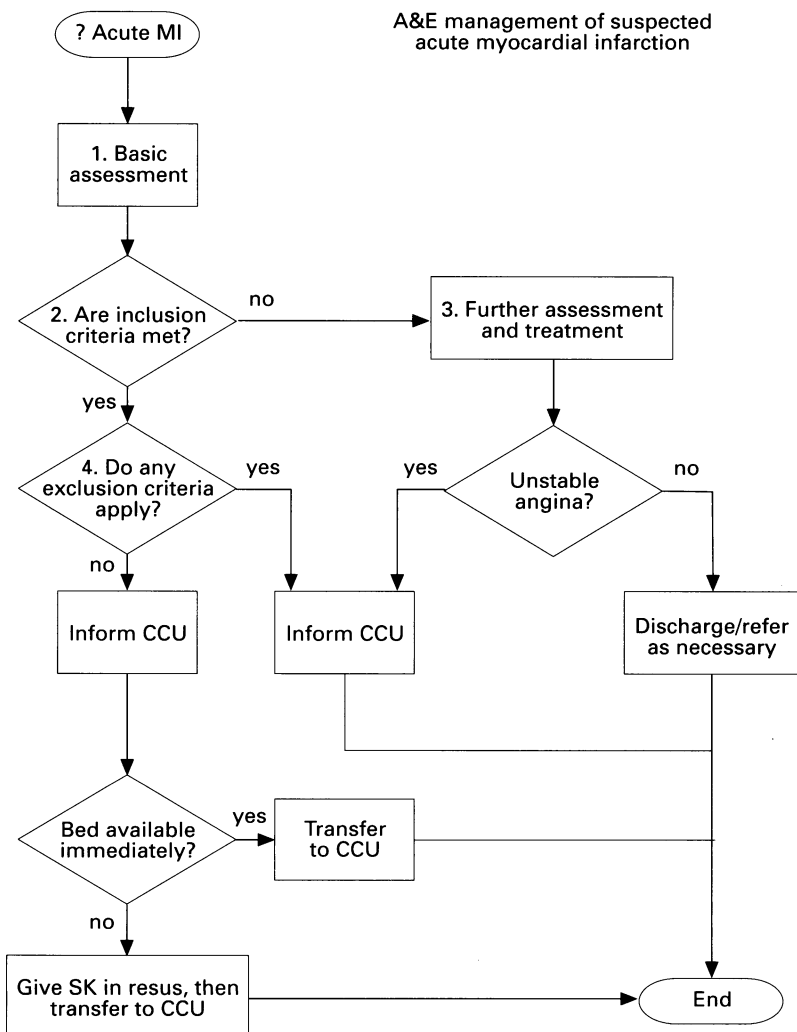 A&E management of suspected
acute myocardial infarction
? Acute MI
1. Basic
assessment
2. Are inclusion
criteria met?
no
3. Further assessment
and treatment
yes
4. Do any
exclusion criteria
apply?
yes
yes
Unstable
angina?
no
no
Inform CCU
Inform CCU
Discharge/refer
as necessary
Bed available
immediately?
yes
Transfer
to CCU
no
Give SK in resus, then
transfer to CCU
End